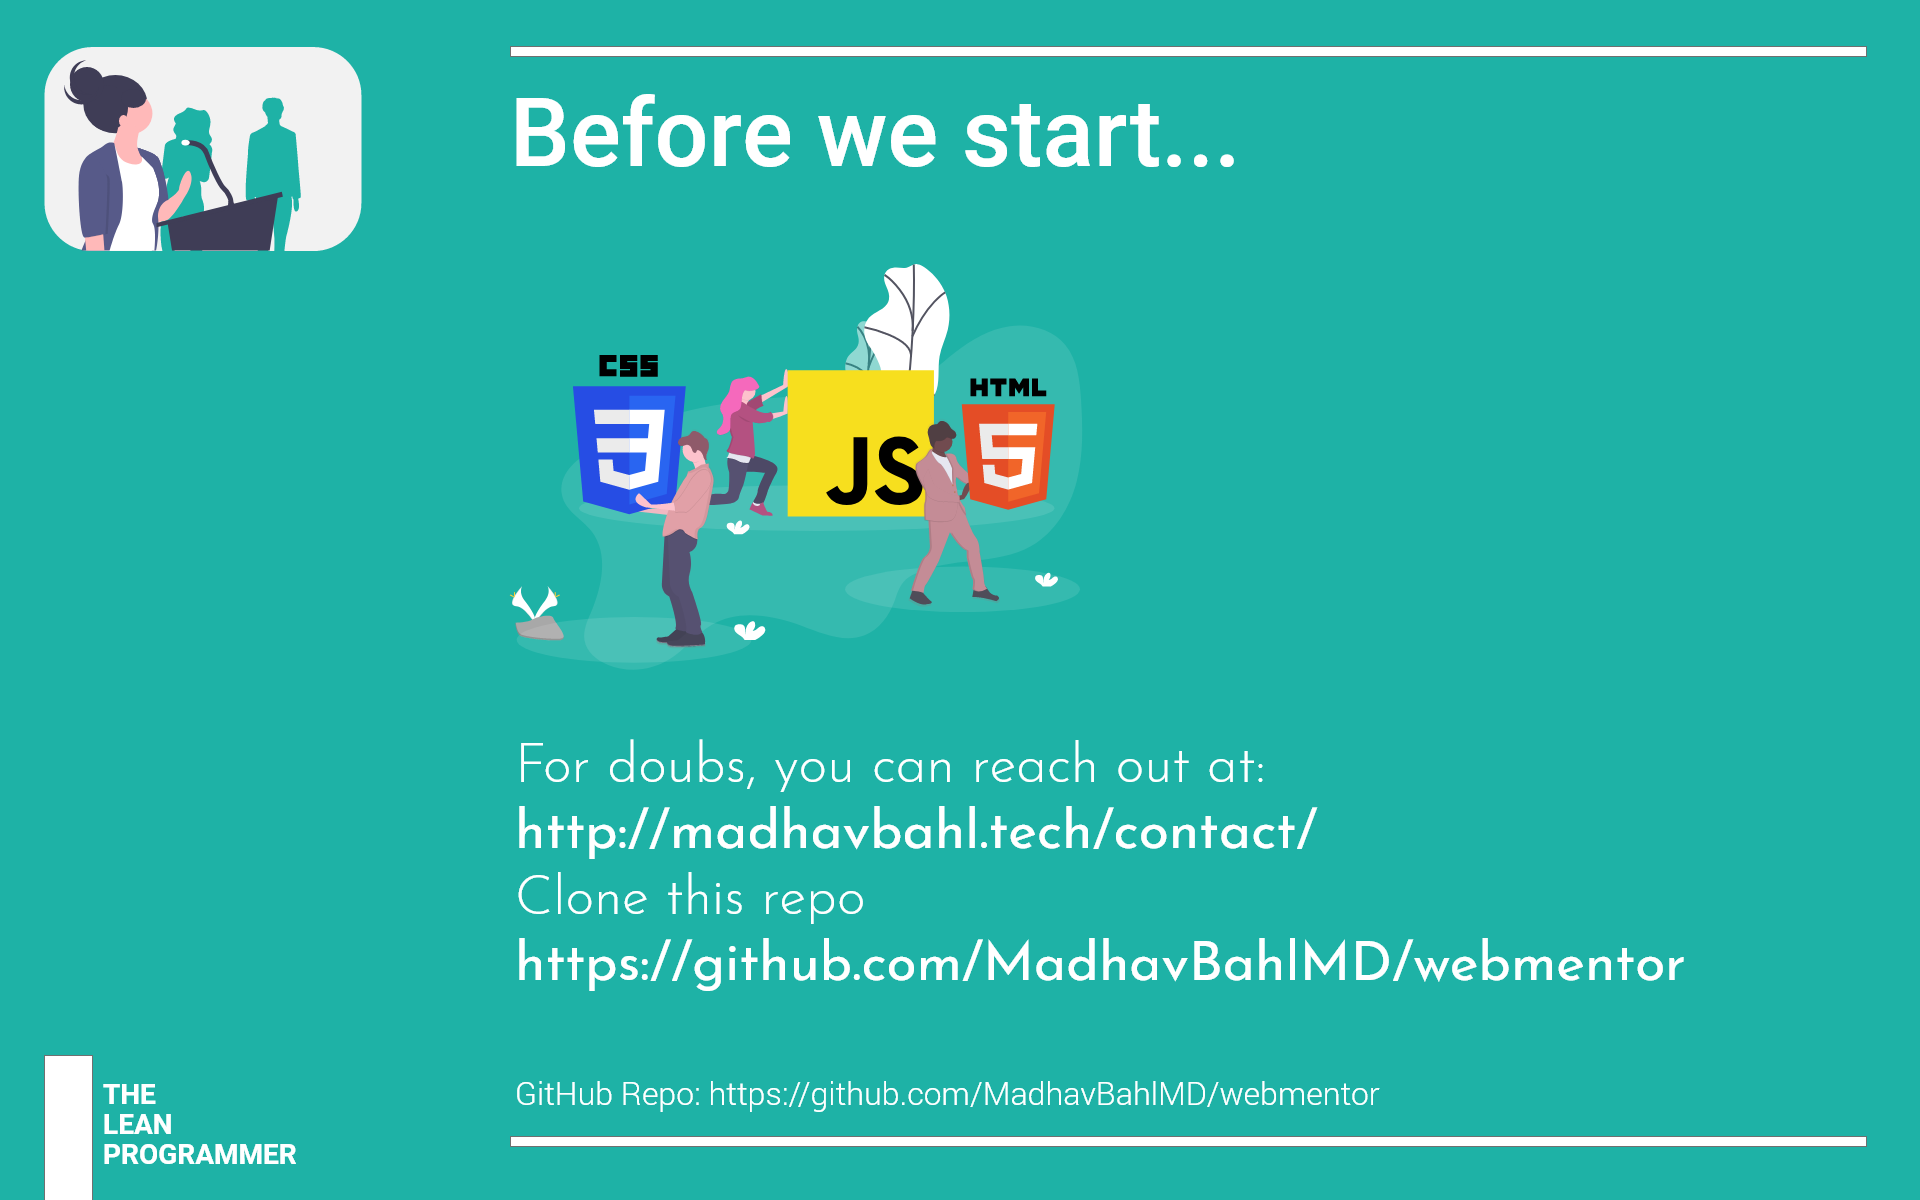 Before we start...
CSS
HTML
JS
For doubs, you can reach out at:
http://madhavbahl.tech/contact/
Clone this repo
https://github.com/MadhavBahlMD/webmentor
GitHub Repo: https://github.com/MadhavBahlMD/webmentor
THE
LEAN
PROGRAMMER